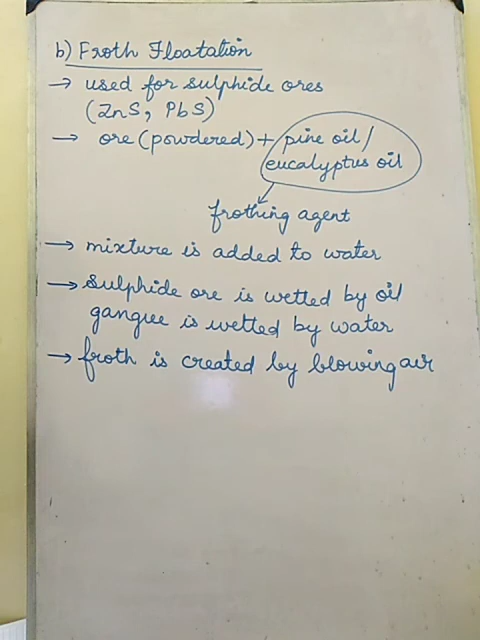 b) Froth Floatation
→ used for sulphide ores
(ZnS, PbS)
→ ore (powdered) + pine oil/
eucalyptus oil
frothing agent
→ mixture is added to water
→ sulphide ore is wetted by oil
gangue is wetted by water
→ froth is created by blowing air